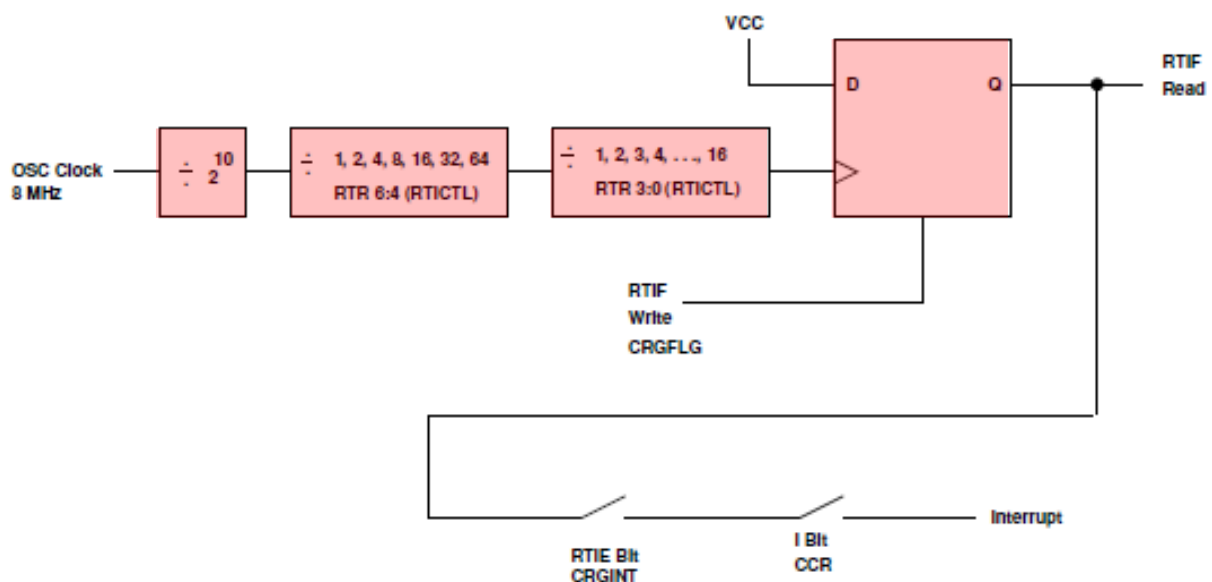 VCC
RTIF
Read
D
Q
OSC Clock
8 MHz
÷ 2^10
÷ 1, 2, 4, 8, 16, 32, 64
RTR 6:4 (RTICTL)
÷ 1, 2, 3, 4, . . ., 16
RTR 3:0 (RTICTL)
RTIF
Write
CRGFLG
RTIE Bit
CRGINT
I Bit
CCR
Interrupt